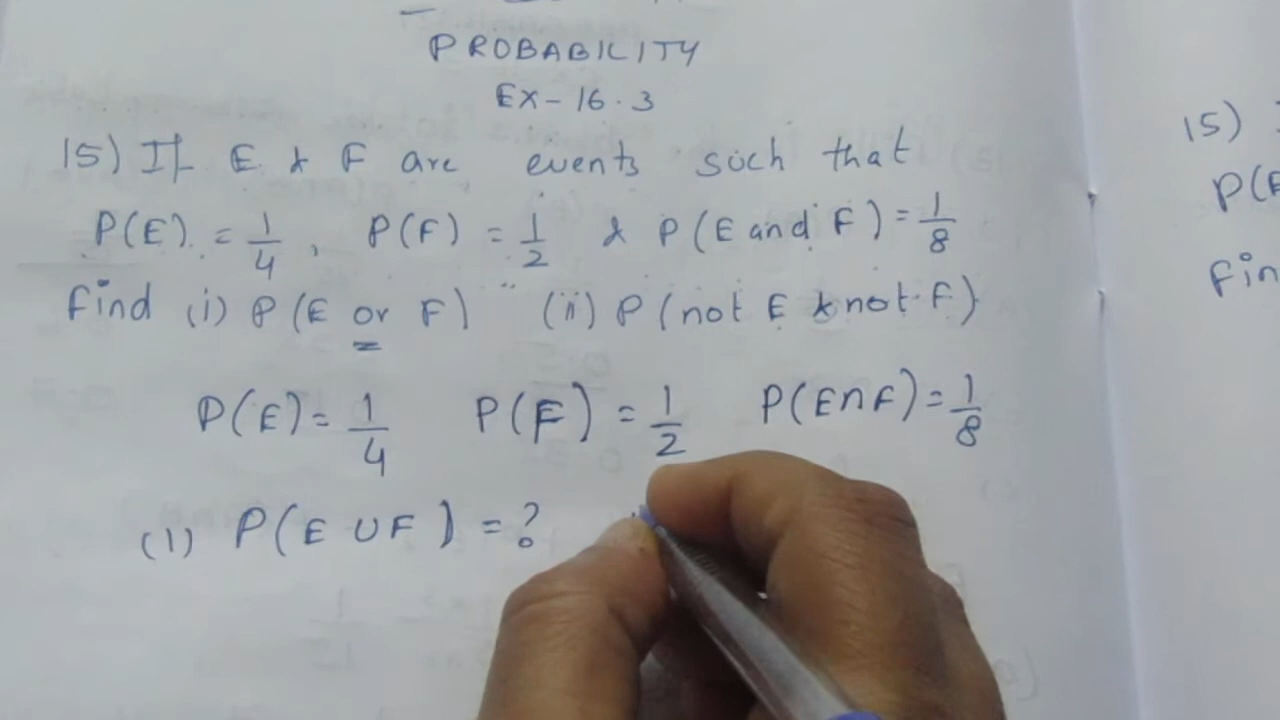 PROBABILITY
EX-16.3
15) If E & F are events such that
P(E) = 1/4, P(F) = 1/2 & P(E and F) = 1/8
find (i) P(E or F) (ii) P(not E & not F)
P(E) = 1/4 P(F) = 1/2 P(E∩F) = 1/8
(1) P(E ∪ F) = ?
15)
P(E
Fin